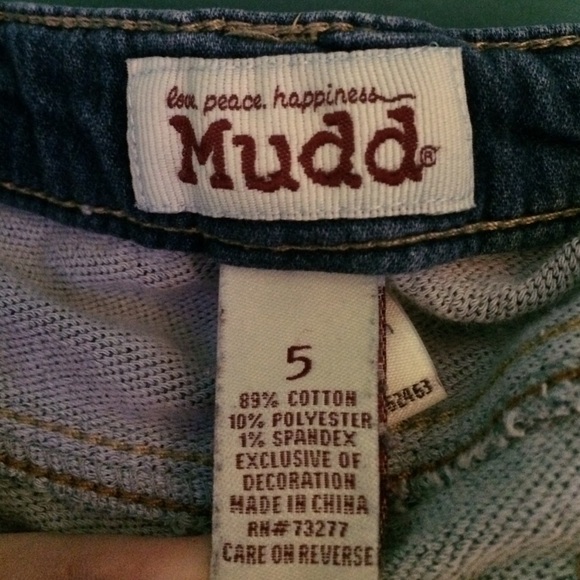 love. peace. happiness
Mudd®
5
89% COTTON
10% POLYESTER
1% SPANDEX
EXCLUSIVE OF
DECORATION
MADE IN CHINA
RN# 73277
CARE ON REVERSE
62463